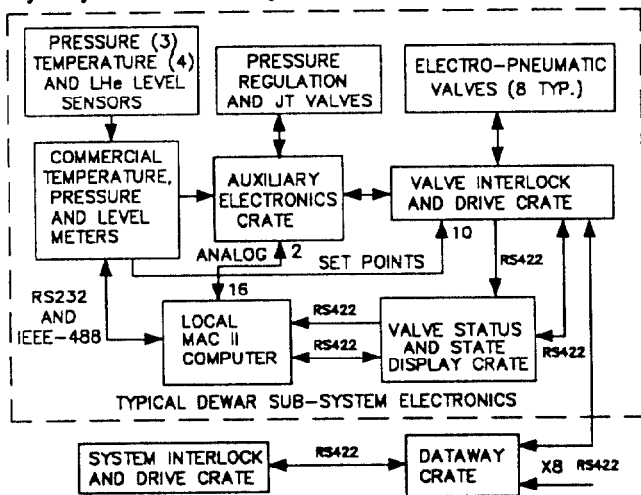 PRESSURE (3)
TEMPERATURE (4)
AND LHe LEVEL
SENSORS
PRESSURE
REGULATION
AND JT VALVES
ELECTRO-PNEUMATIC
VALVES (8 TYP.)
COMMERCIAL
TEMPERATURE,
PRESSURE
AND LEVEL
METERS
AUXILIARY
ELECTRONICS
CRATE
VALVE INTERLOCK
AND DRIVE CRATE
ANALOG
2
SET POINTS
10
RS422
16
RS232
AND
IEEE-488
LOCAL
MAC II
COMPUTER
RS422
RS422
VALVE STATUS
AND STATE
DISPLAY CRATE
RS422
RS422
TYPICAL DEWAR SUB-SYSTEM ELECTRONICS
SYSTEM INTERLOCK
AND DRIVE CRATE
RS422
DATAWAY
CRATE
X8 RS422